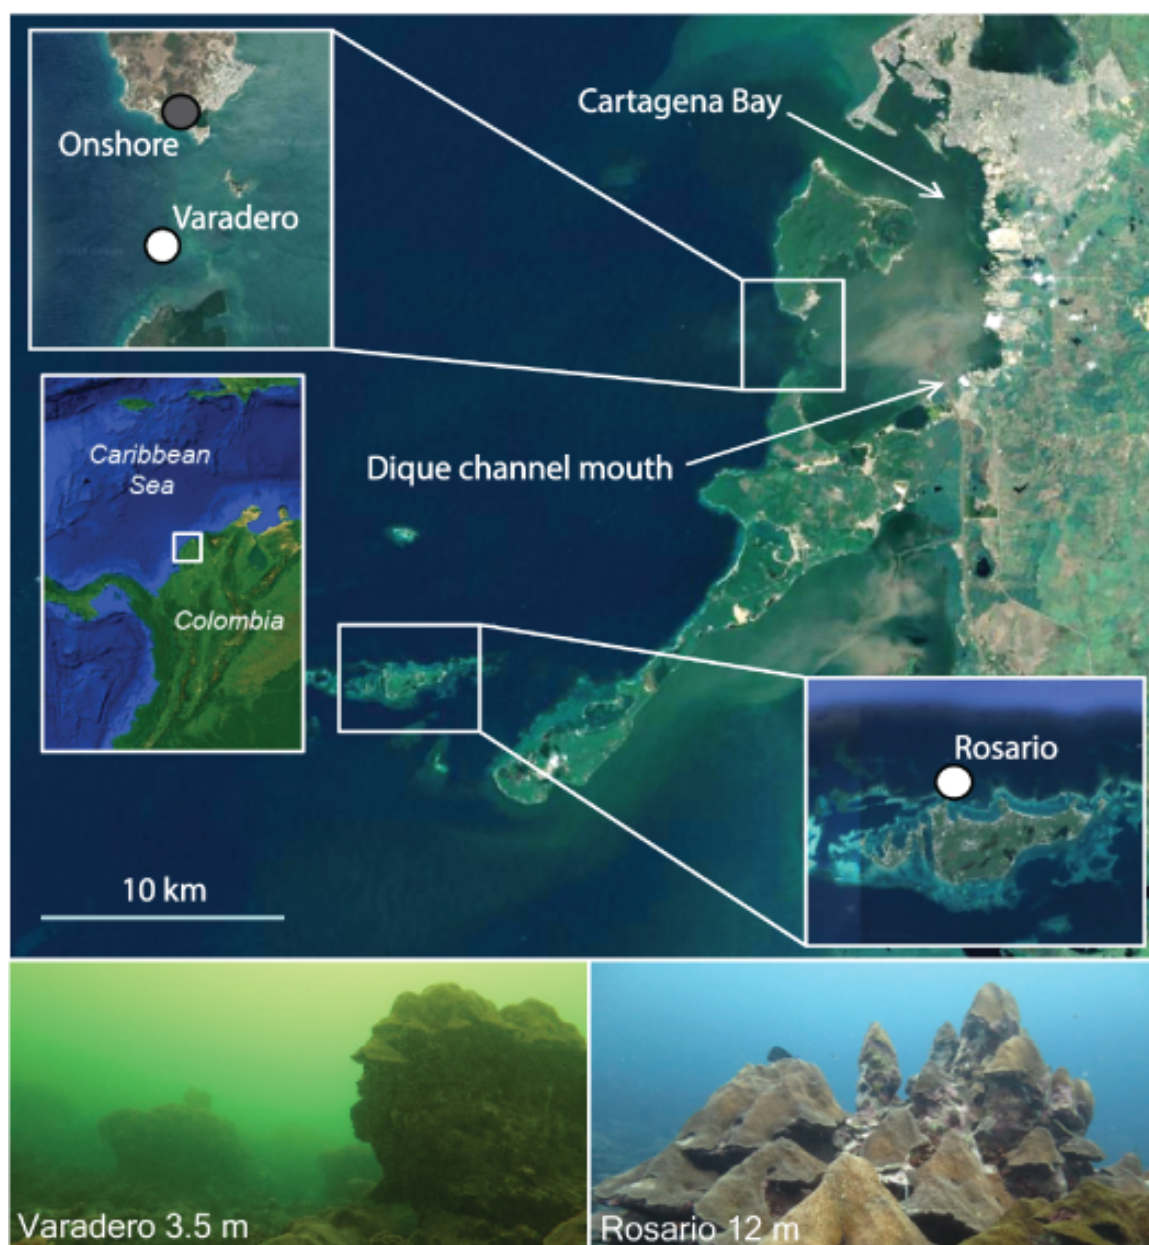 Cartagena Bay
Onshore
Varadero
Dique channel mouth
Caribbean
Sea
Colombia
Rosario
10 km
Varadero 3.5 m
Rosario 12 m